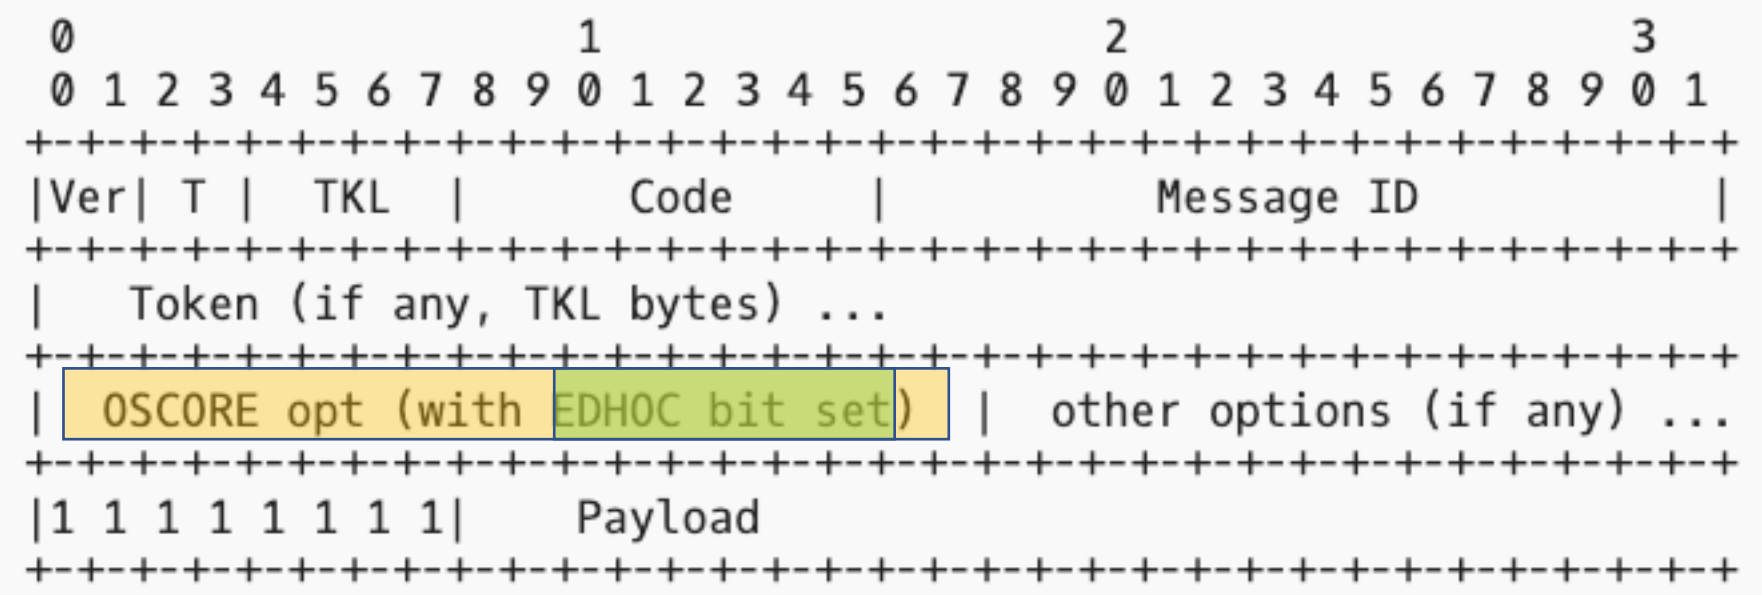 0                   1                   2                   3
0 1 2 3 4 5 6 7 8 9 0 1 2 3 4 5 6 7 8 9 0 1 2 3 4 5 6 7 8 9 0 1
+-+-+-+-+-+-+-+-+-+-+-+-+-+-+-+-+-+-+-+-+-+-+-+-+-+-+-+-+-+-+-+-+
|Ver| T |  TKL  |      Code     |          Message ID           |
+-+-+-+-+-+-+-+-+-+-+-+-+-+-+-+-+-+-+-+-+-+-+-+-+-+-+-+-+-+-+-+-+
|   Token (if any, TKL bytes) ...
+-+-+-+-+-+-+-+-+-+-+-+-+-+-+-+-+-+-+-+-+-+-+-+-+-+-+-+-+-+-+-+-+
|  OSCORE opt (with EDHOC bit set)  |  other options (if any) ...
+-+-+-+-+-+-+-+-+-+-+-+-+-+-+-+-+-+-+-+-+-+-+-+-+-+-+-+-+-+-+-+-+
|1 1 1 1 1 1 1 1|    Payload
+-+-+-+-+-+-+-+-+-+-+-+-+-+-+-+-+-+-+-+-+-+-+-+-+-+-+-+-+-+-+-+-+